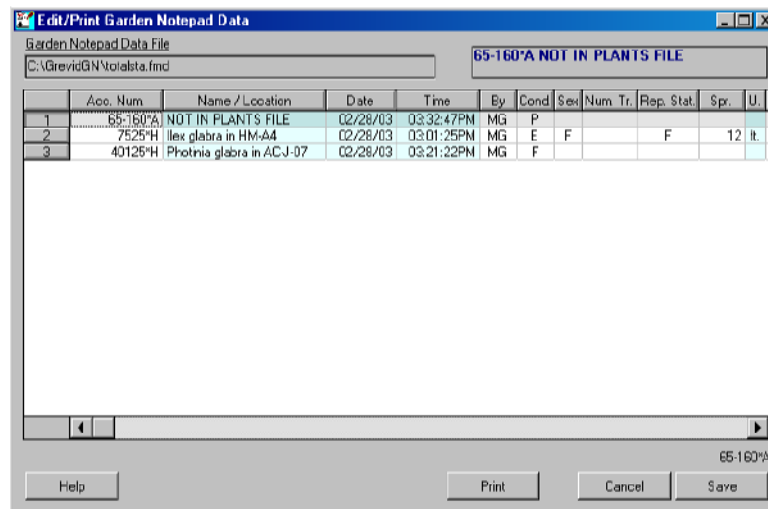 Edit/Print Garden Notepad Data
Garden Notepad Data File
C:\GrevidGN\totalsta.fmd
65-160*A NOT IN PLANTS FILE
Acc. Num Name / Location Date Time By Cond Sex Num. Tr. Rep. Stat. Spr. U.
1 65-160*A NOT IN PLANTS FILE 02/28/03 03:32:47PM MG P
2 7525*H Ilex glabra in HM-A4 02/28/03 03:01:25PM MG E F F 12 ft.
3 40125*H Photinia glabra in ACJ-07 02/28/03 03:21:22PM MG F
65-160*A
Help Print Cancel Save